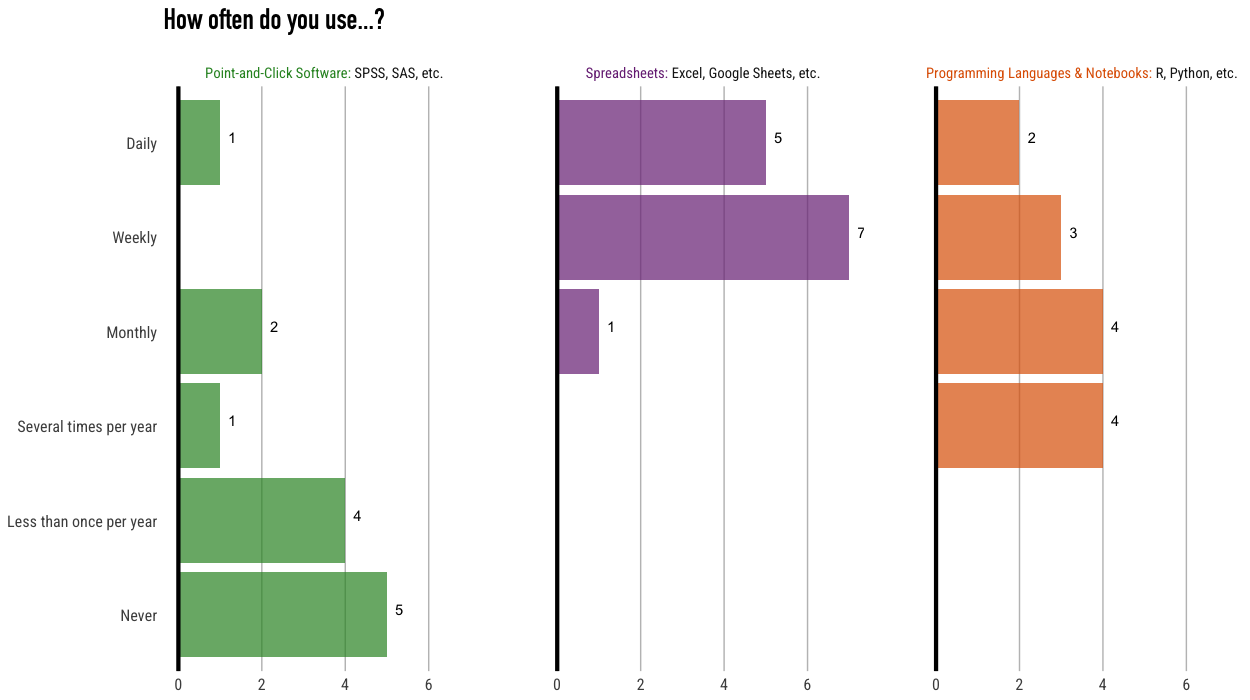 How often do you use...?
Point-and-Click Software: SPSS, SAS, etc.
Spreadsheets: Excel, Google Sheets, etc.
Programming Languages & Notebooks: R, Python, etc.
Daily
1
5
2
Weekly
7
3
Monthly
2
1
4
Several times per year
1
4
Less than once per year
4
Never
5
0 2 4 6
0 2 4 6
0 2 4 6